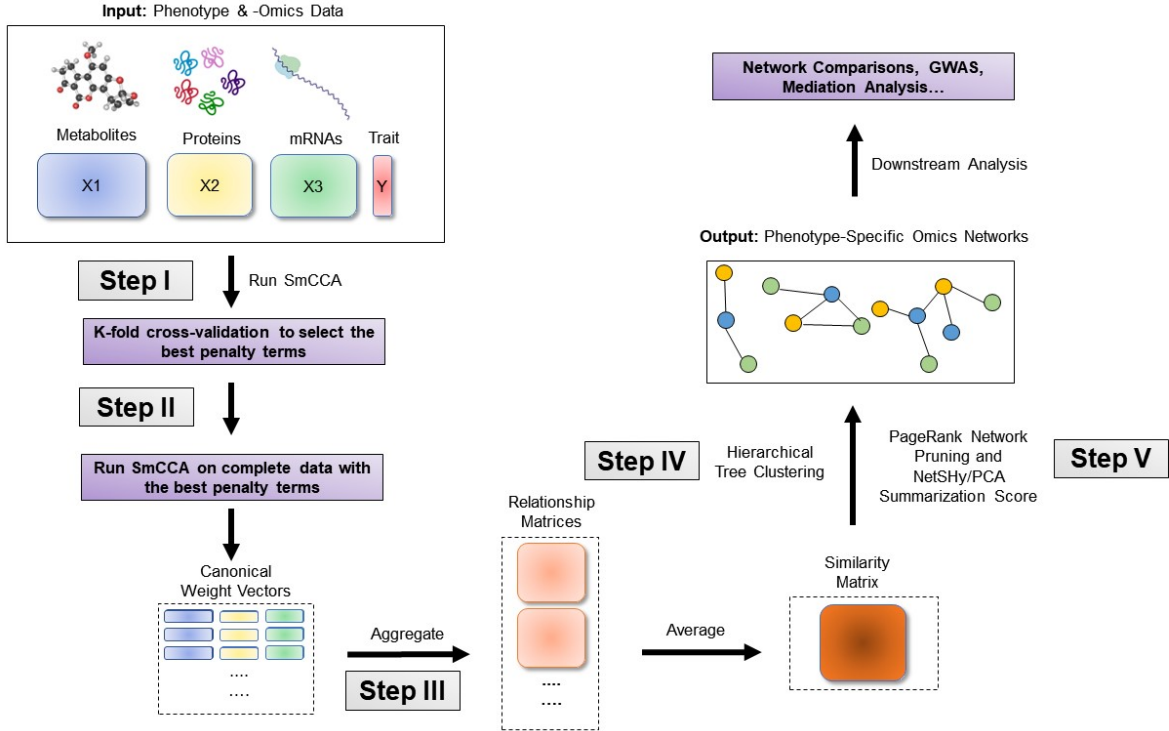 Input: Phenotype & -Omics Data
Metabolites
Proteins
mRNAs
Trait
X1
X2
X3
Y
Step I
Run SmCCA
K-fold cross-validation to select the
best penalty terms
Step II
Run SmCCA on complete data with
the best penalty terms
Canonical
Weight Vectors
....
....
Aggregate
Step III
Relationship
Matrices
....
....
Average
Similarity
Matrix
Step IV
Hierarchical
Tree Clustering
PageRank Network
Pruning and
NetSHy/PCA
Summarization Score
Step V
Output: Phenotype-Specific Omics Networks
Downstream Analysis
Network Comparisons, GWAS,
Mediation Analysis...